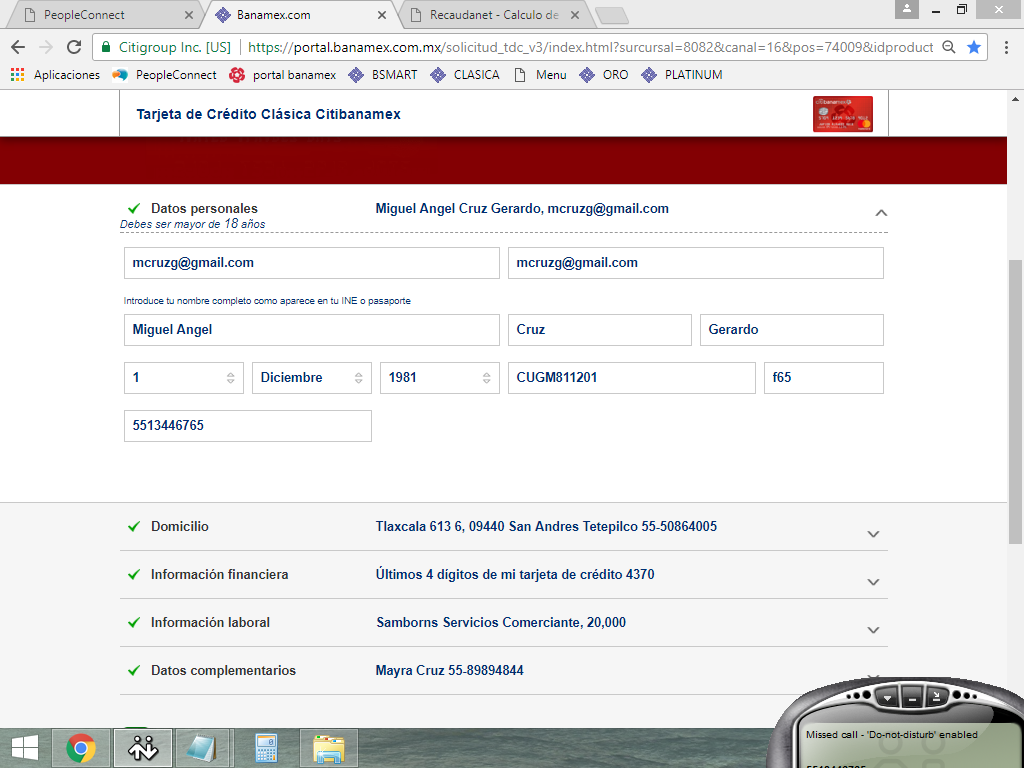 PeopleConnect
Banamex.com
Recaudanet - Calculo de
Citigroup Inc. [US]
https://portal.banamex.com.mx/solicitud_tdc_v3/index.html?surcursal=8082&canal=16&pos=74009&idproduct
Aplicaciones PeopleConnect portal banamex BSMART CLASICA Menu ORO PLATINUM
Tarjeta de Crédito Clásica Citibanamex
Datos personales Miguel Angel Cruz Gerardo, mcruzg@gmail.com
Debes ser mayor de 18 años
mcruzg@gmail.com mcruzg@gmail.com
Introduce tu nombre completo como aparece en tu INE o pasaporte
Miguel Angel Cruz Gerardo
1 Diciembre 1981 CUGM811201 f65
5513446765
Domicilio Tlaxcala 613 6, 09440 San Andres Tetepilco 55-50864005
Información financiera Últimos 4 dígitos de mi tarjeta de crédito 4370
Información laboral Samborns Servicios Comerciante, 20,000
Datos complementarios Mayra Cruz 55-89894844
Missed call - 'Do-not-disturb' enabled